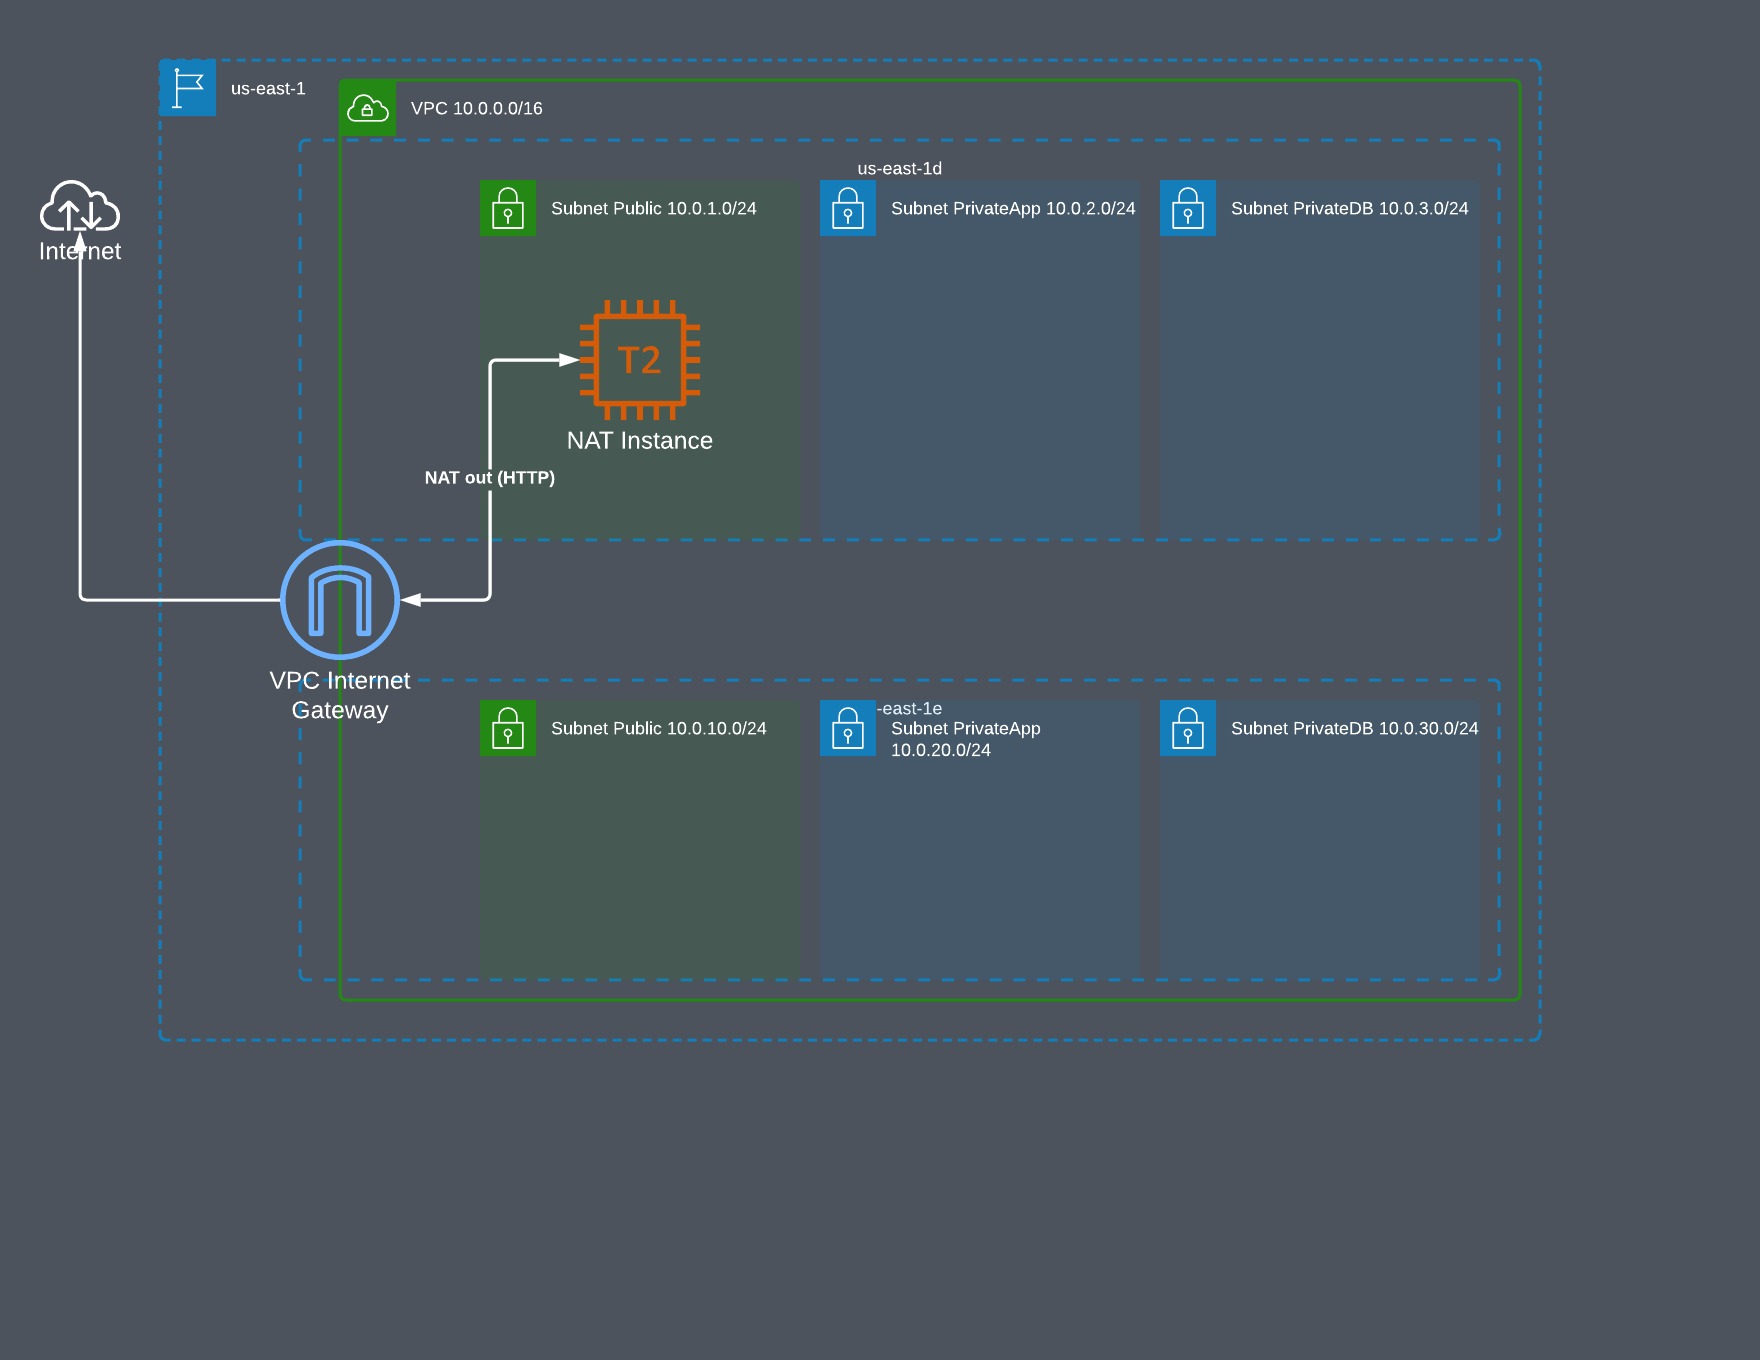 us-east-1
VPC 10.0.0.0/16
us-east-1d
Subnet Public 10.0.1.0/24
Subnet PrivateApp 10.0.2.0/24
Subnet PrivateDB 10.0.3.0/24
Internet
T2
NAT Instance
NAT out (HTTP)
VPC Internet
Gateway
-east-1e
Subnet Public 10.0.10.0/24
Subnet PrivateApp
10.0.20.0/24
Subnet PrivateDB 10.0.30.0/24